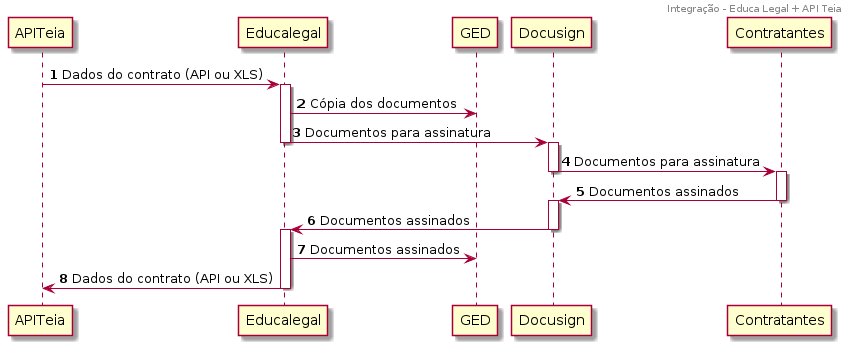 Integração - Educa Legal + API Teia
APITeia Educalegal GED Docusign Contratantes
1 Dados do contrato (API ou XLS)
2 Cópia dos documentos
3 Documentos para assinatura
4 Documentos para assinatura
5 Documentos assinados
6 Documentos assinados
7 Documentos assinados
8 Dados do contrato (API ou XLS)
APITeia Educalegal GED Docusign Contratantes